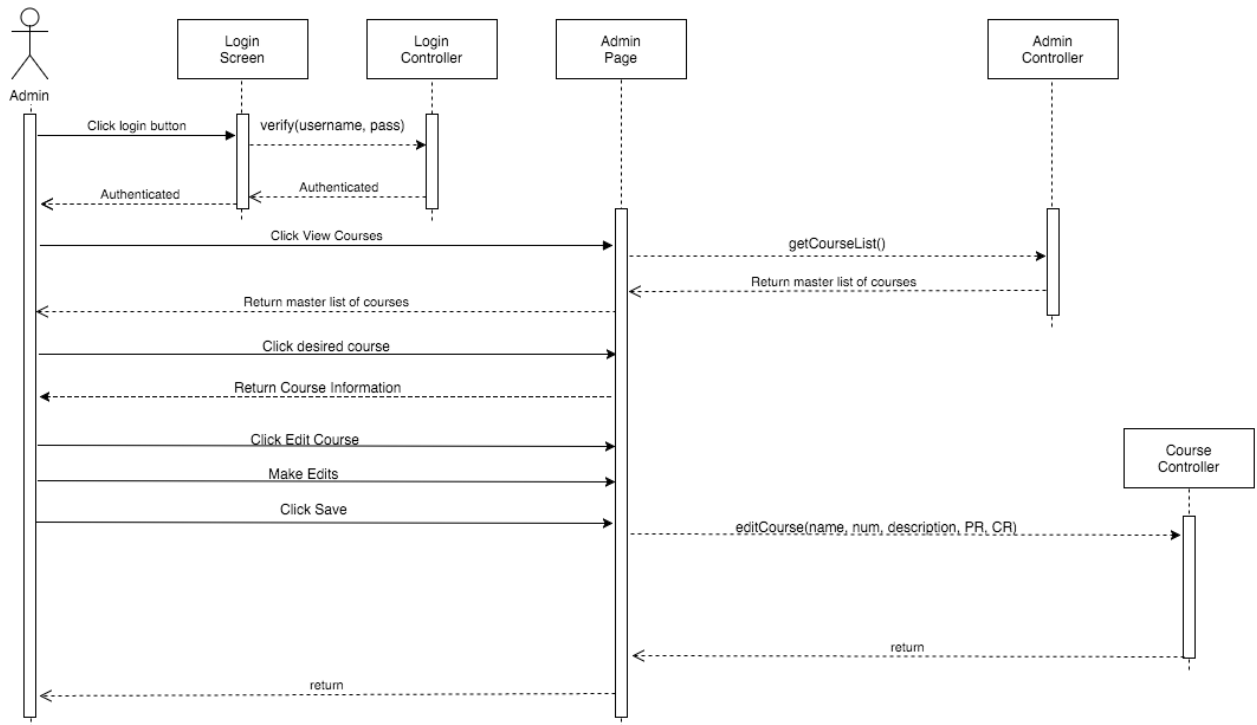 Login
Screen
Login
Controller
Admin
Page
Admin
Controller
Admin
Click login button
verify(username, pass)
Authenticated
Authenticated
Click View Courses
getCourseList()
Return master list of courses
Return master list of courses
Click desired course
Return Course Information
Click Edit Course
Course
Controller
Make Edits
Click Save
editCourse(name, num, description, PR, CR)
return
return